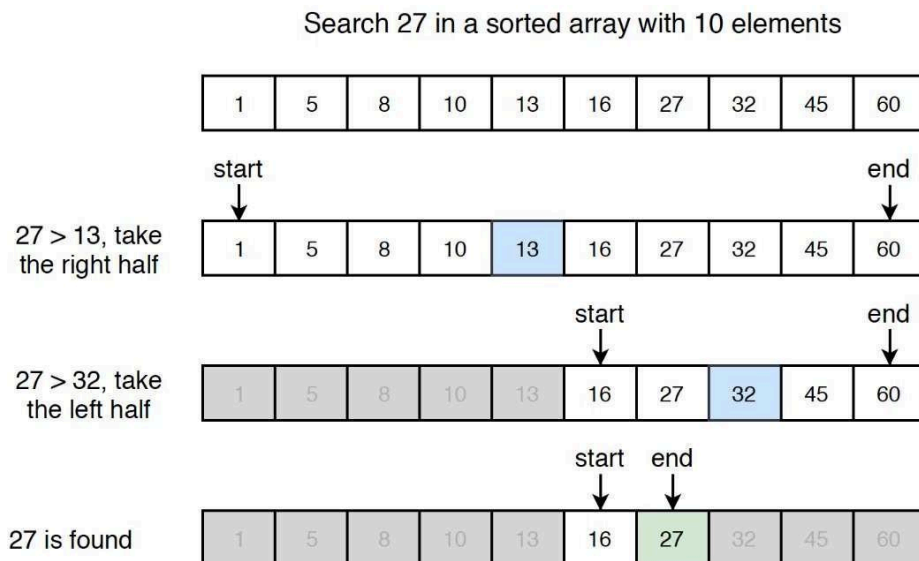 Search 27 in a sorted array with 10 elements
1 5 8 10 13 16 27 32 45 60
start end
27 > 13, take
the right half
1 5 8 10 13 16 27 32 45 60
start end
27 > 32, take
the left half
1 5 8 10 13 16 27 32 45 60
start end
27 is found
1 5 8 10 13 16 27 32 45 60